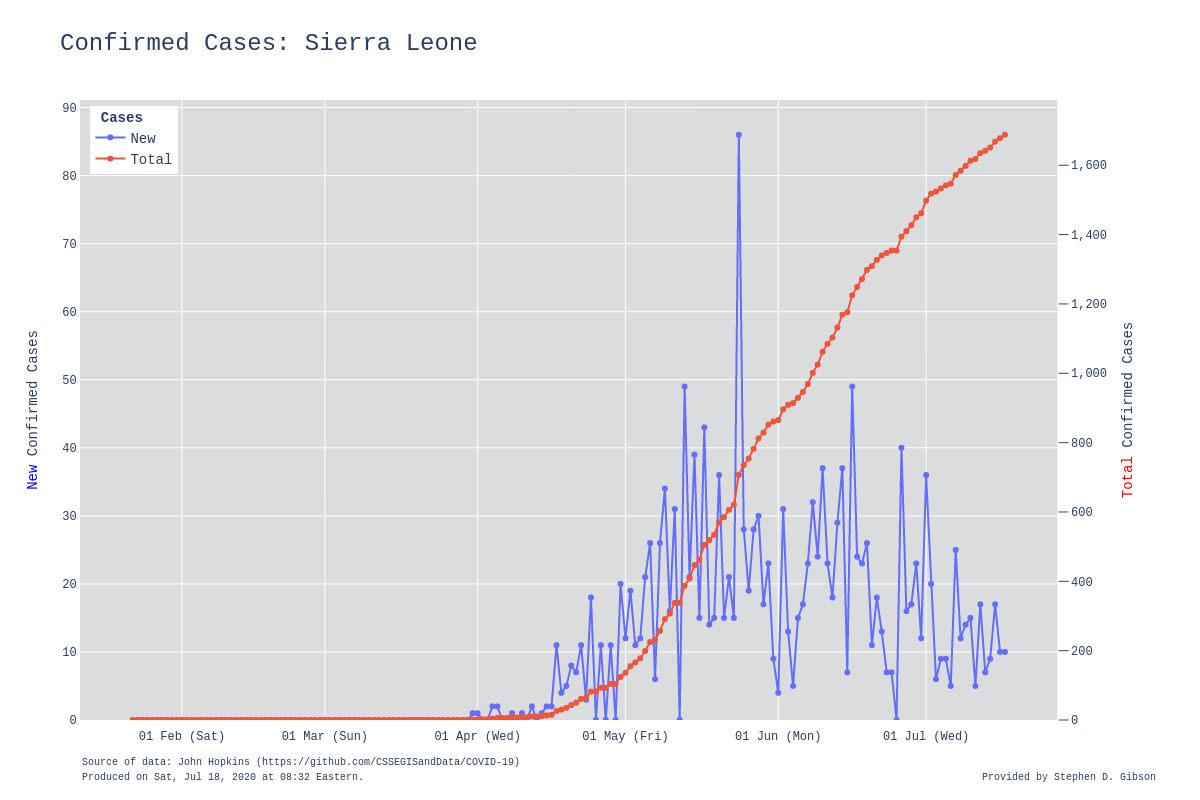 Confirmed Cases: Sierra Leone
Cases
New
Total
90
80
70
60
50
40
30
20
10
0
1,600
1,400
1,200
1,000
800
600
400
200
0
New Confirmed Cases
Total Confirmed Cases
01 Feb (Sat)
01 Mar (Sun)
01 Apr (Wed)
01 May (Fri)
01 Jun (Mon)
01 Jul (Wed)
Source of data: John Hopkins (https://github.com/CSSEGISandData/COVID-19)
Produced on Sat, Jul 18, 2020 at 08:32 Eastern.
Provided by Stephen D. Gibson